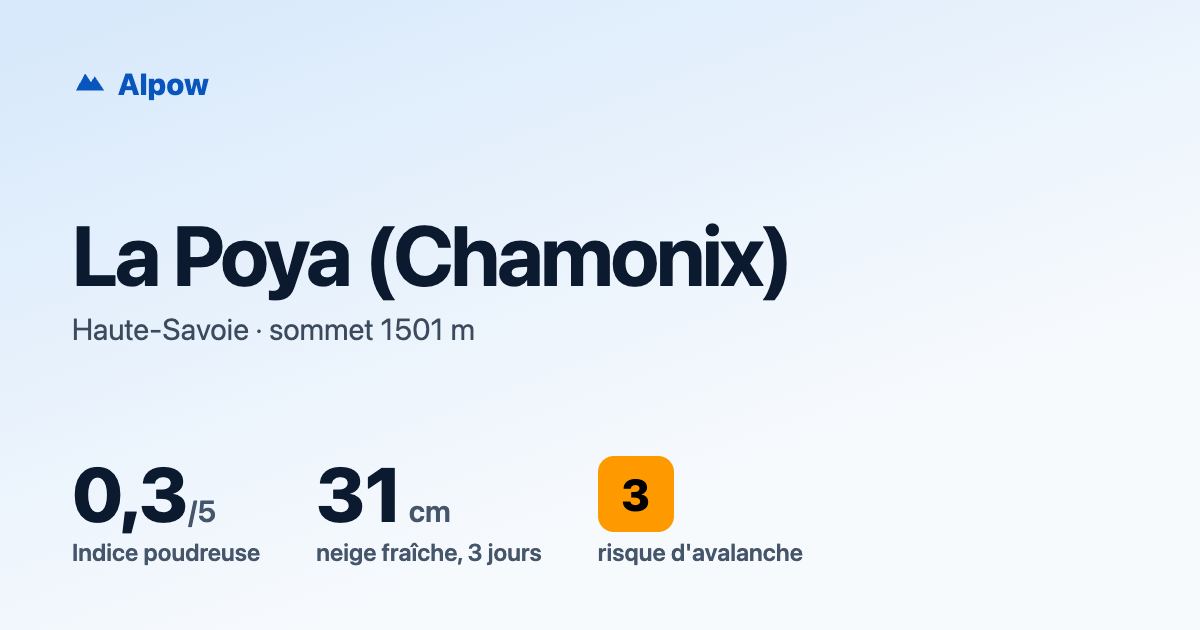 Alpow
La Poya (Chamonix)
Haute-Savoie · sommet 1501 m
0,3/5
Indice poudreuse
31 cm
neige fraîche, 3 jours
3
risque d'avalanche